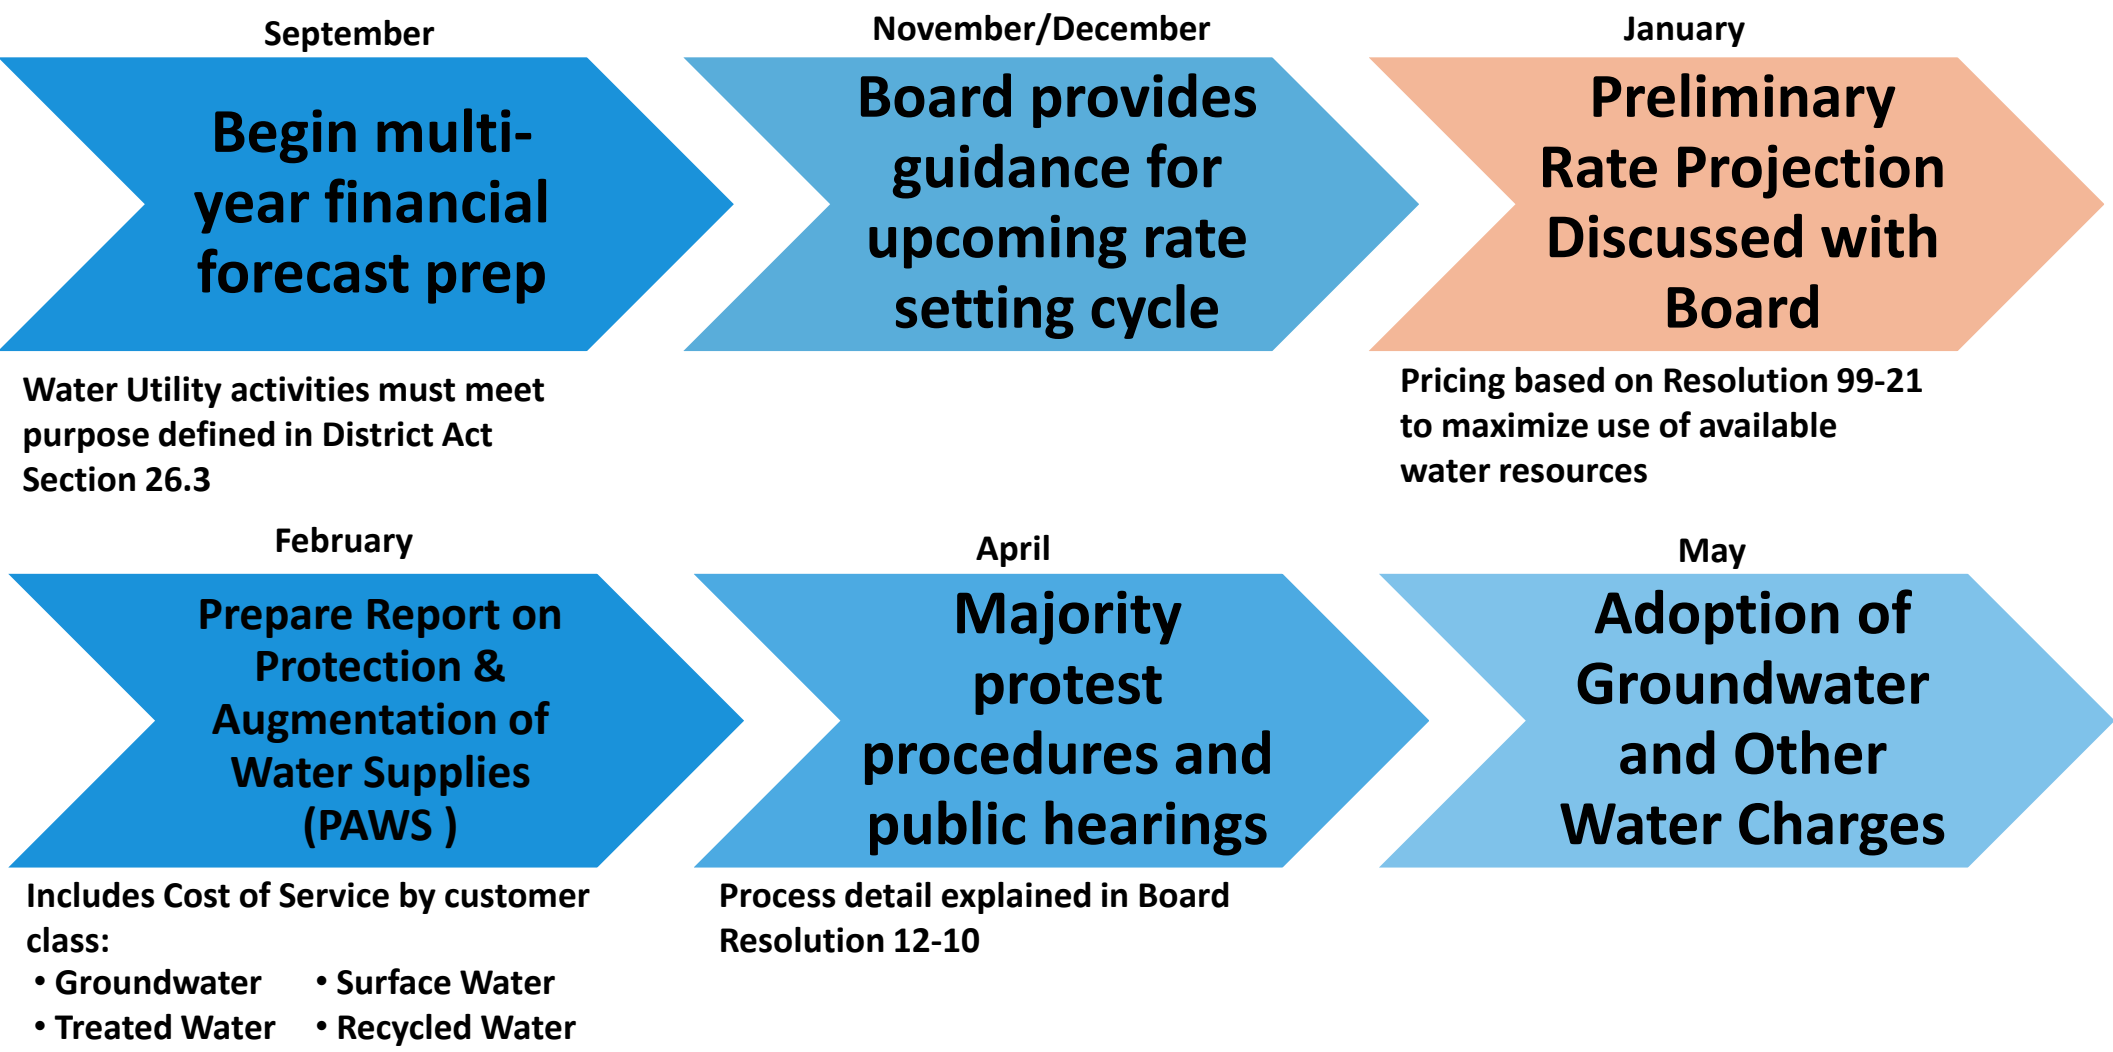 September
Begin multi-
year financial
forecast prep
Water Utility activities must meet
purpose defined in District Act
Section 26.3
November/December
Board provides
guidance for
upcoming rate
setting cycle
January
Preliminary
Rate Projection
Discussed with
Board
Pricing based on Resolution 99-21
to maximize use of available
water resources
February
Prepare Report on
Protection &
Augmentation of
Water Supplies
(PAWS )
Includes Cost of Service by customer
class:
• Groundwater • Surface Water
• Treated Water • Recycled Water
April
Majority
protest
procedures and
public hearings
Process detail explained in Board
Resolution 12-10
May
Adoption of
Groundwater
and Other
Water Charges